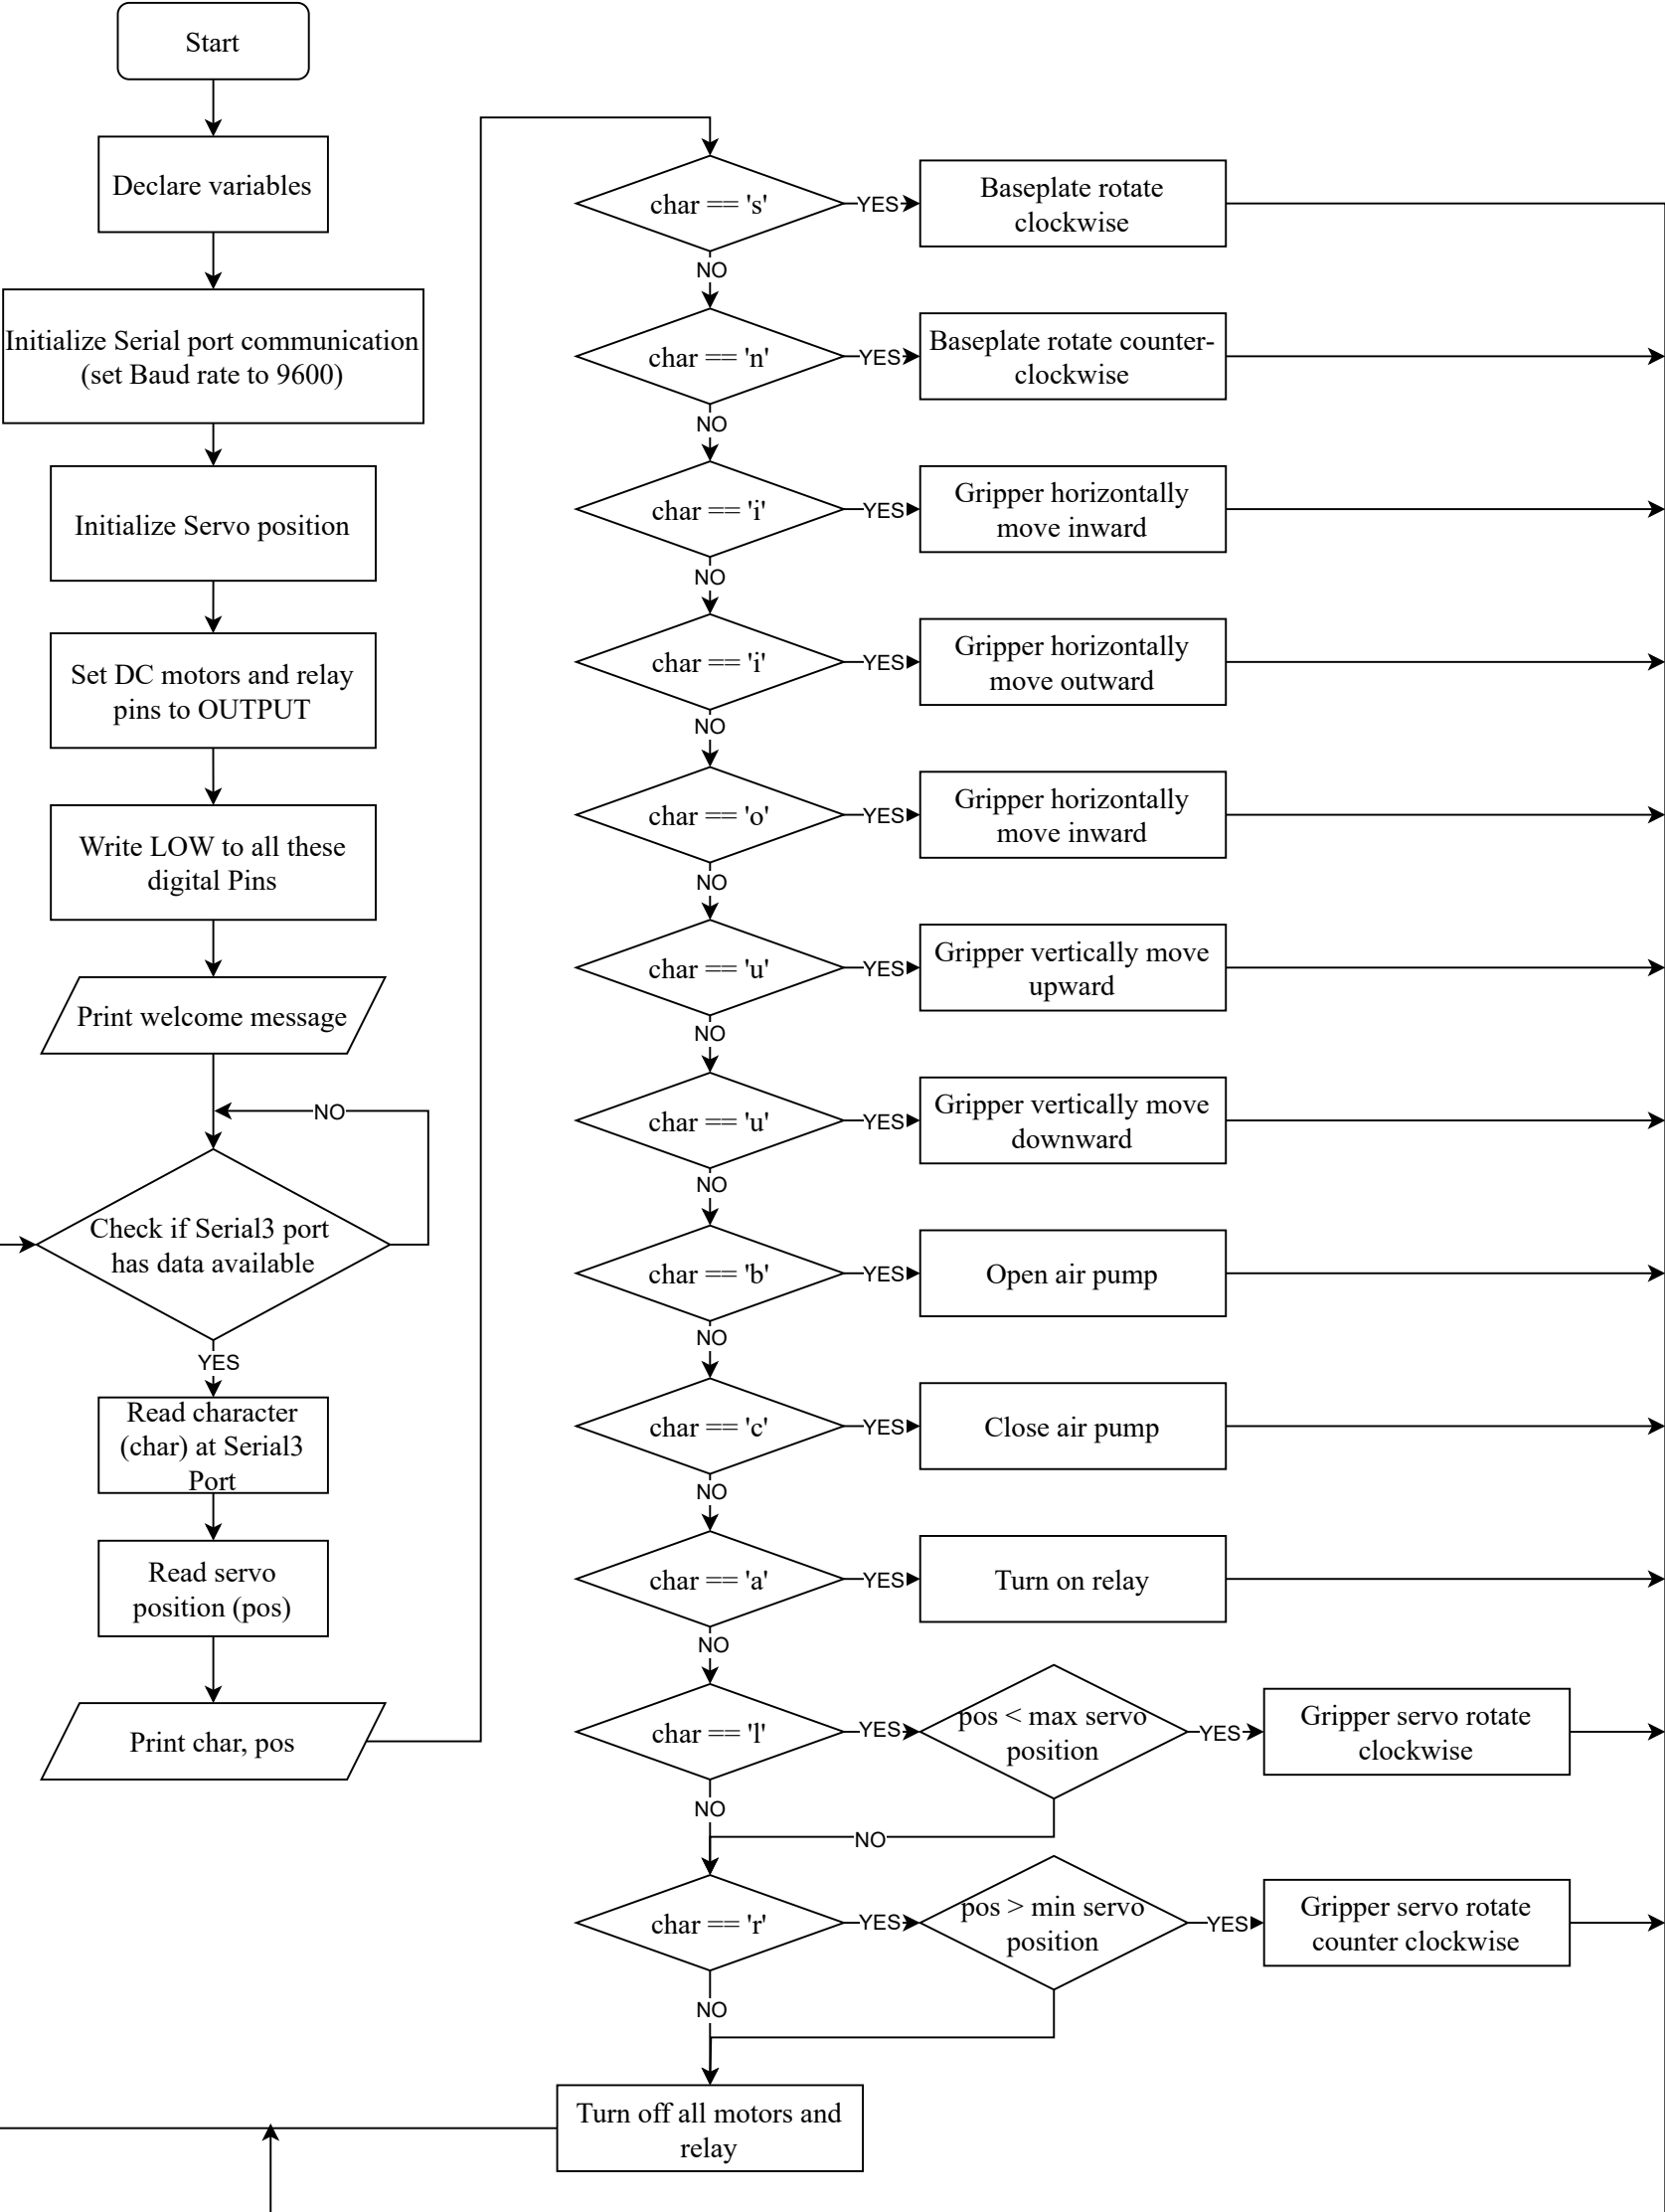 Start
Declare variables
Initialize Serial port communication
(set Baud rate to 9600)
Initialize Servo position
Set DC motors and relay
pins to OUTPUT
Write LOW to all these
digital Pins
Print welcome message
NO
Check if Serial3 port
has data available
YES
Read character
(char) at Serial3
Port
Read servo
position (pos)
Print char, pos
char == 's'
YES
Baseplate rotate
clockwise
NO
char == 'n'
YES
Baseplate rotate counter-
clockwise
NO
char == 'i'
YES
Gripper horizontally
move inward
NO
char == 'i'
YES
Gripper horizontally
move outward
NO
char == 'o'
YES
Gripper horizontally
move inward
NO
char == 'u'
YES
Gripper vertically move
upward
NO
char == 'u'
YES
Gripper vertically move
downward
NO
char == 'b'
YES
Open air pump
NO
char == 'c'
YES
Close air pump
NO
char == 'a'
YES
Turn on relay
NO
char == 'l'
YES
pos < max servo
position
YES
Gripper servo rotate
clockwise
NO
NO
char == 'r'
YES
pos > min servo
position
YES
Gripper servo rotate
counter clockwise
NO
Turn off all motors and
relay